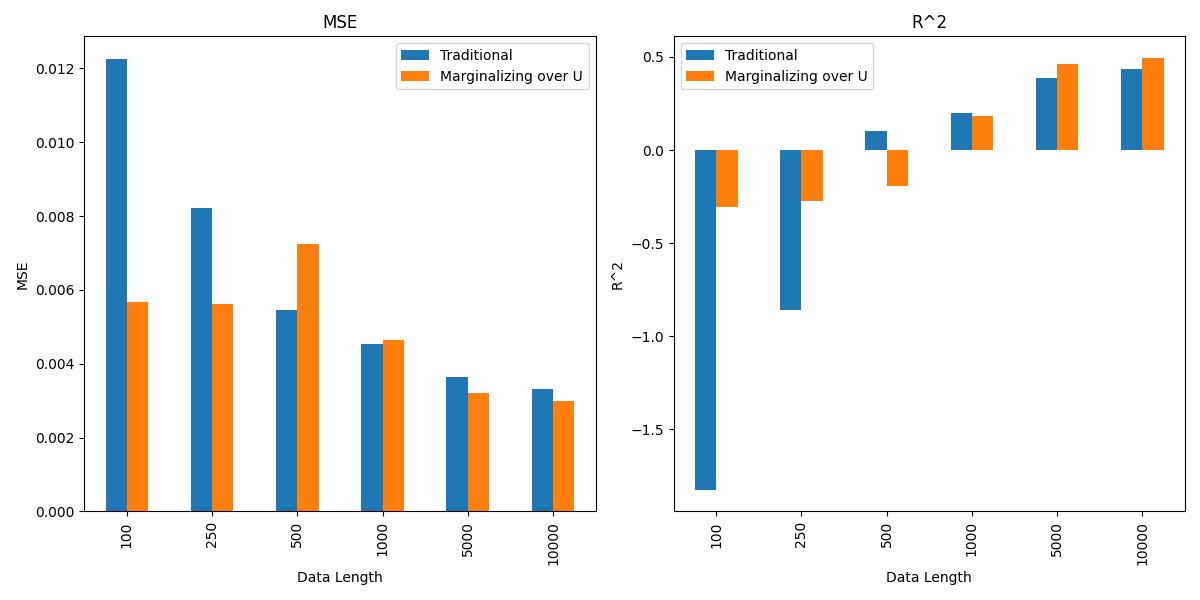 MSE
Traditional
Marginalizing over U
0.012
0.010
0.008
0.006
0.004
0.002
0.000
MSE
100
250
500
1000
5000
10000
Data Length
R^2
Traditional
Marginalizing over U
0.5
0.0
−0.5
−1.0
−1.5
R^2
100
250
500
1000
5000
10000
Data Length